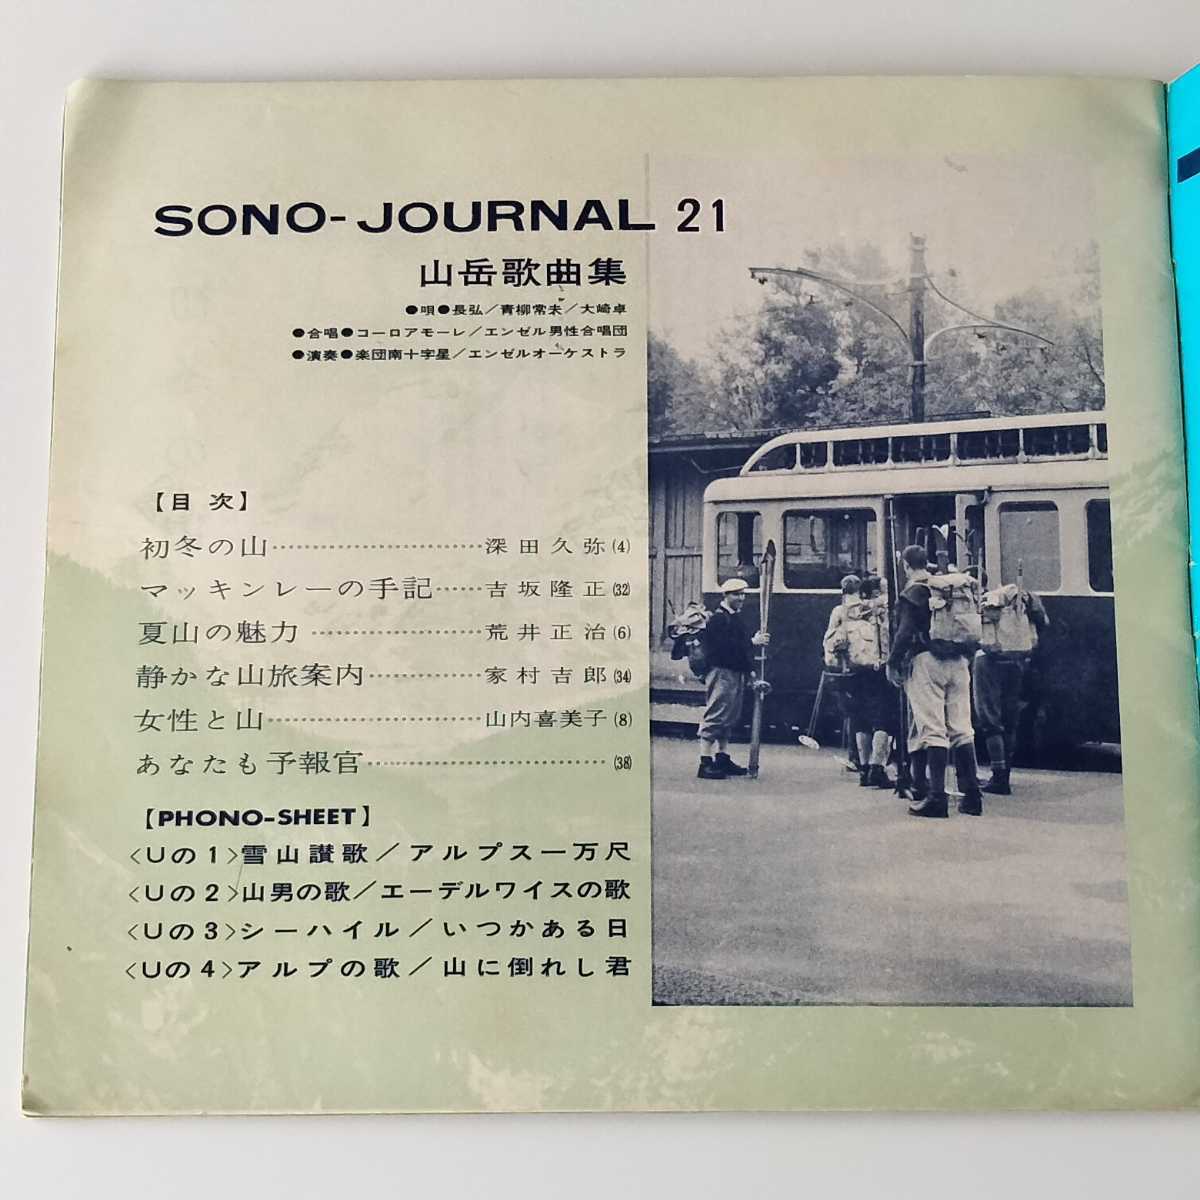 SONO-JOURNAL 21
山岳歌曲集
●唄●長弘／青柳常夫／大崎卓
●合唱●コーロアモーレ／エンゼル男性合唱団
●演奏●楽団南十字星／エンゼルオーケストラ
【目 次】
初冬の山…………………………深田久弥(4)
マッキンレーの手記……吉坂隆正(32)
夏山の魅力…………………荒井正治(6)
静かな山旅案内……………家村吉郎(34)
女性と山…………………………山内喜美子(8)
あなたも予報官…………………………(38)
【PHONO-SHEET】
〈Uの1〉雪山讃歌／アルプス一万尺
〈Uの2〉山男の歌／エーデルワイスの歌
〈Uの3〉シーハイル／いつかある日
〈Uの4〉アルプの歌／山に倒れし君